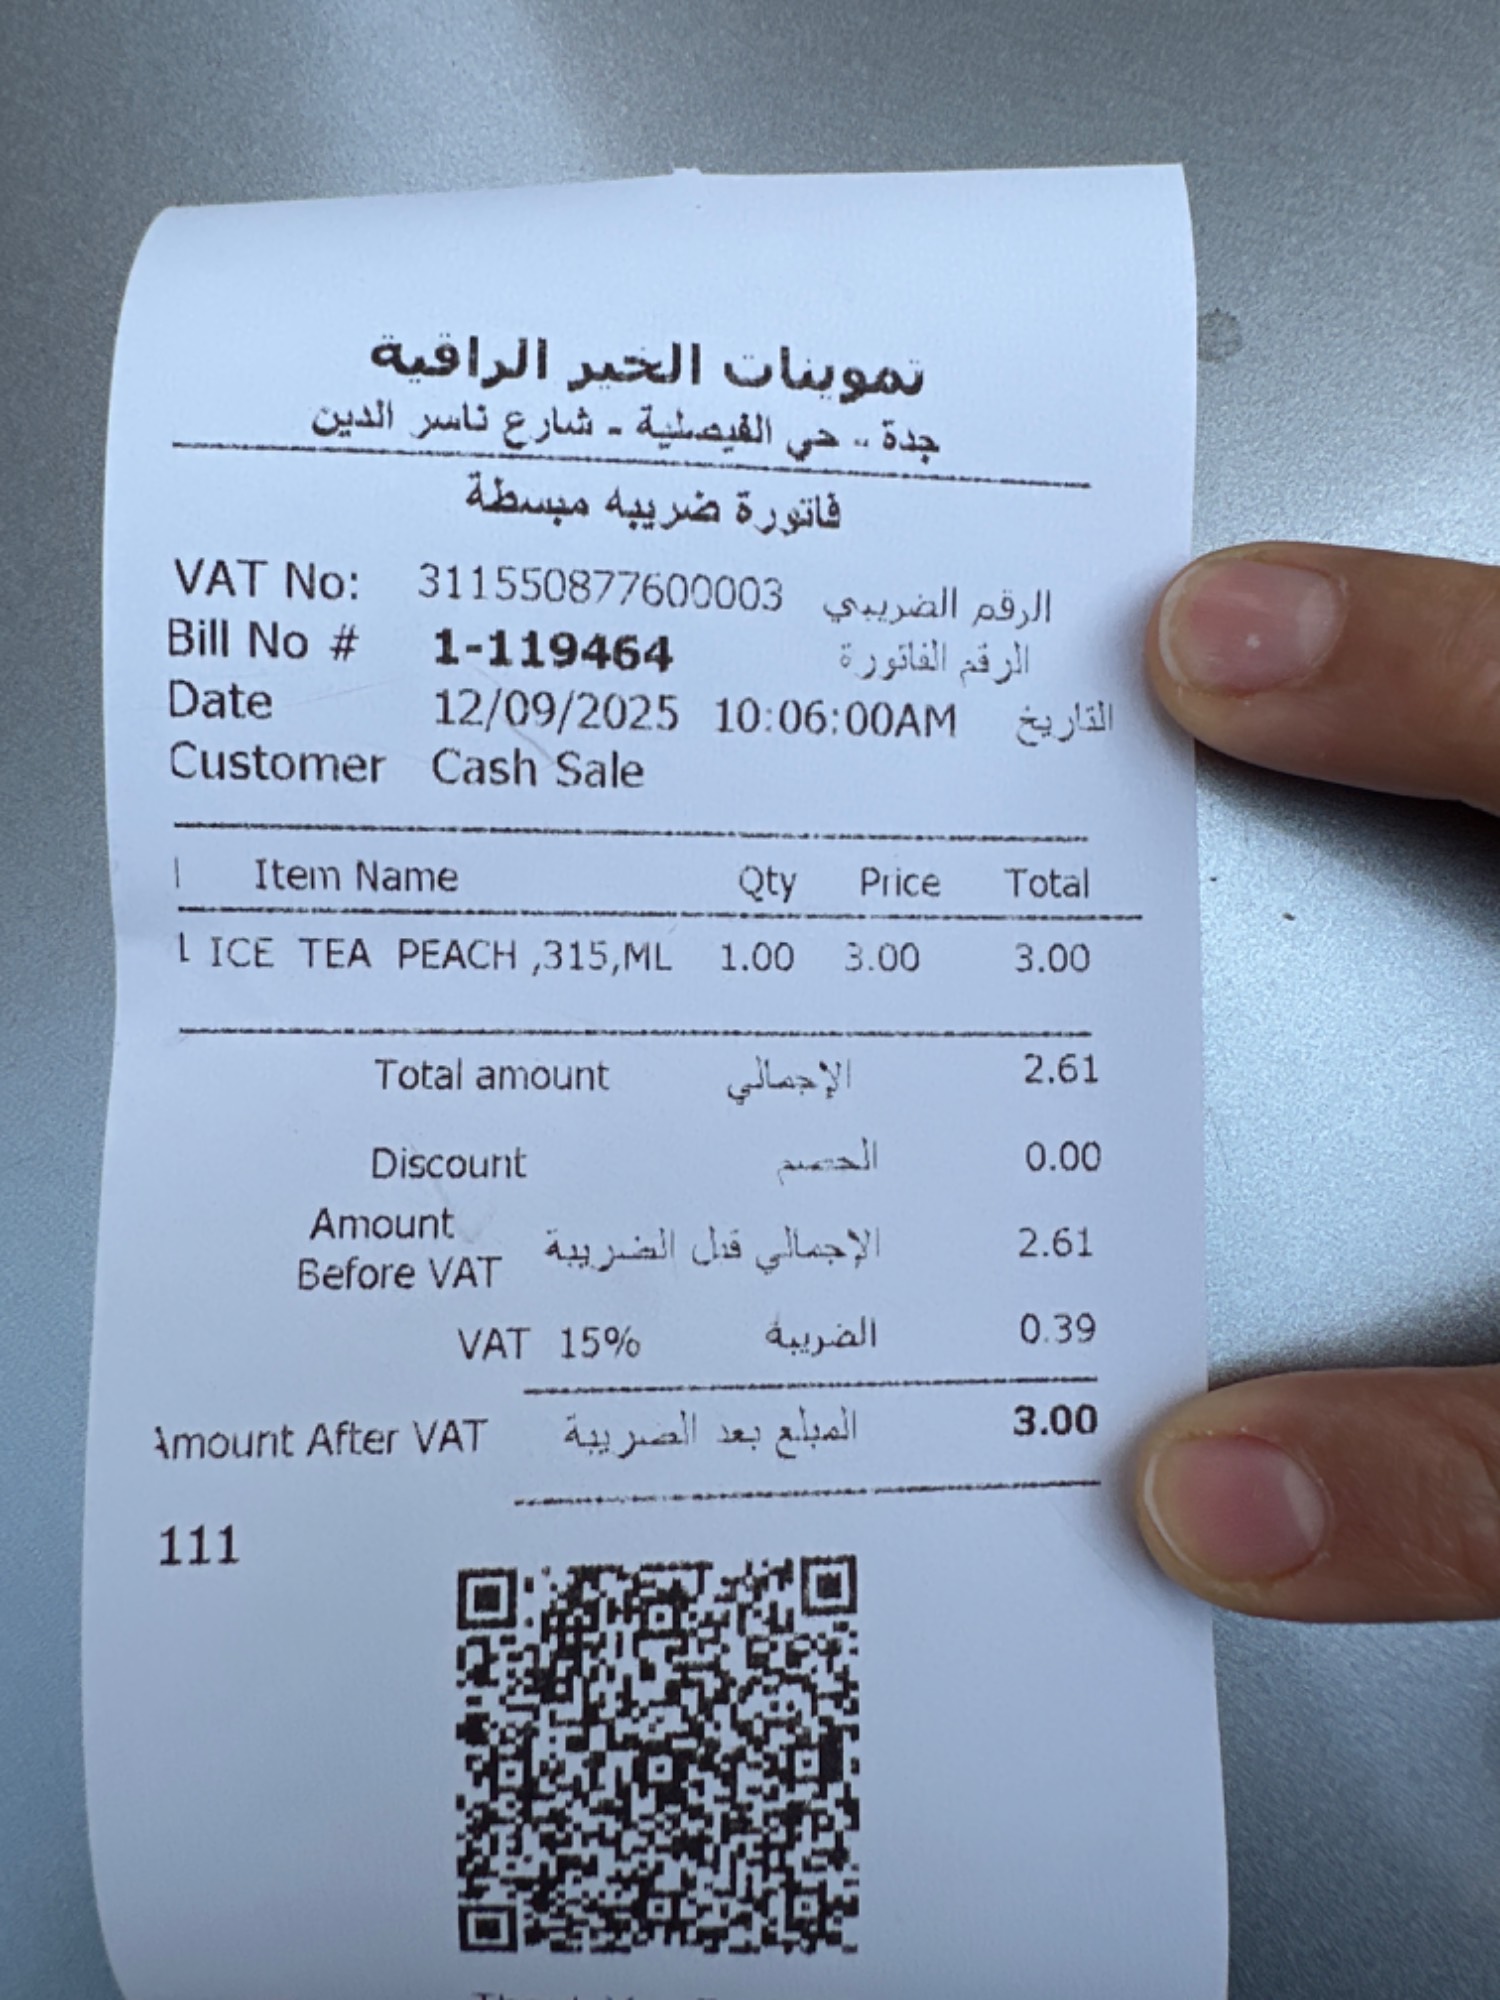 تموينات الخير الراقية
جدة .. حي الفيصلية - شارع ناسر الدين
فاتورة ضريبه مبسطة
VAT No: 311550877600003 الرقم الضريبي
Bill No # 1-119464 الرقم الفاتورة
Date 12/09/2025 10:06:00AM التاريخ
Customer Cash Sale
Item Name Qty Price Total
1 ICE TEA PEACH ,315,ML 1.00 3.00 3.00
Total amount الإجمالي 2.61
Discount الخصم 0.00
Amount Before VAT الإجمالي قبل الضريبة 2.61
VAT 15% الضريبة 0.39
Amount After VAT المبلغ بعد الضريبة 3.00
111